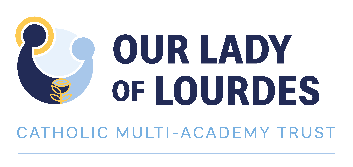 OUR LADY
OF LOURDES
CATHOLIC MULTI-ACADEMY TRUST